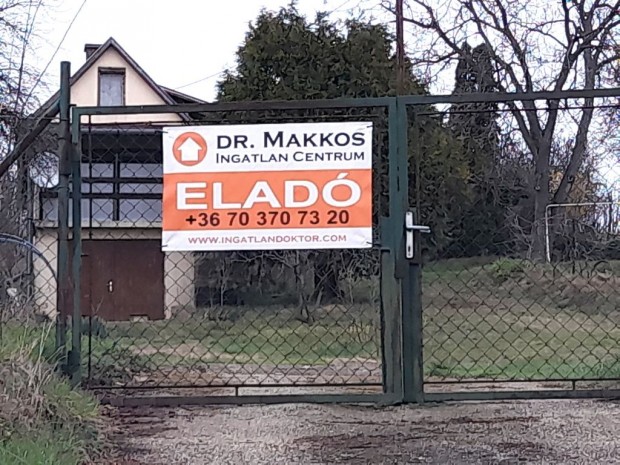 DR. MAKKOS
INGATLAN CENTRUM
ELADÓ
+36 70 370 73 20
WWW.INGATLANDOKTOR.COM